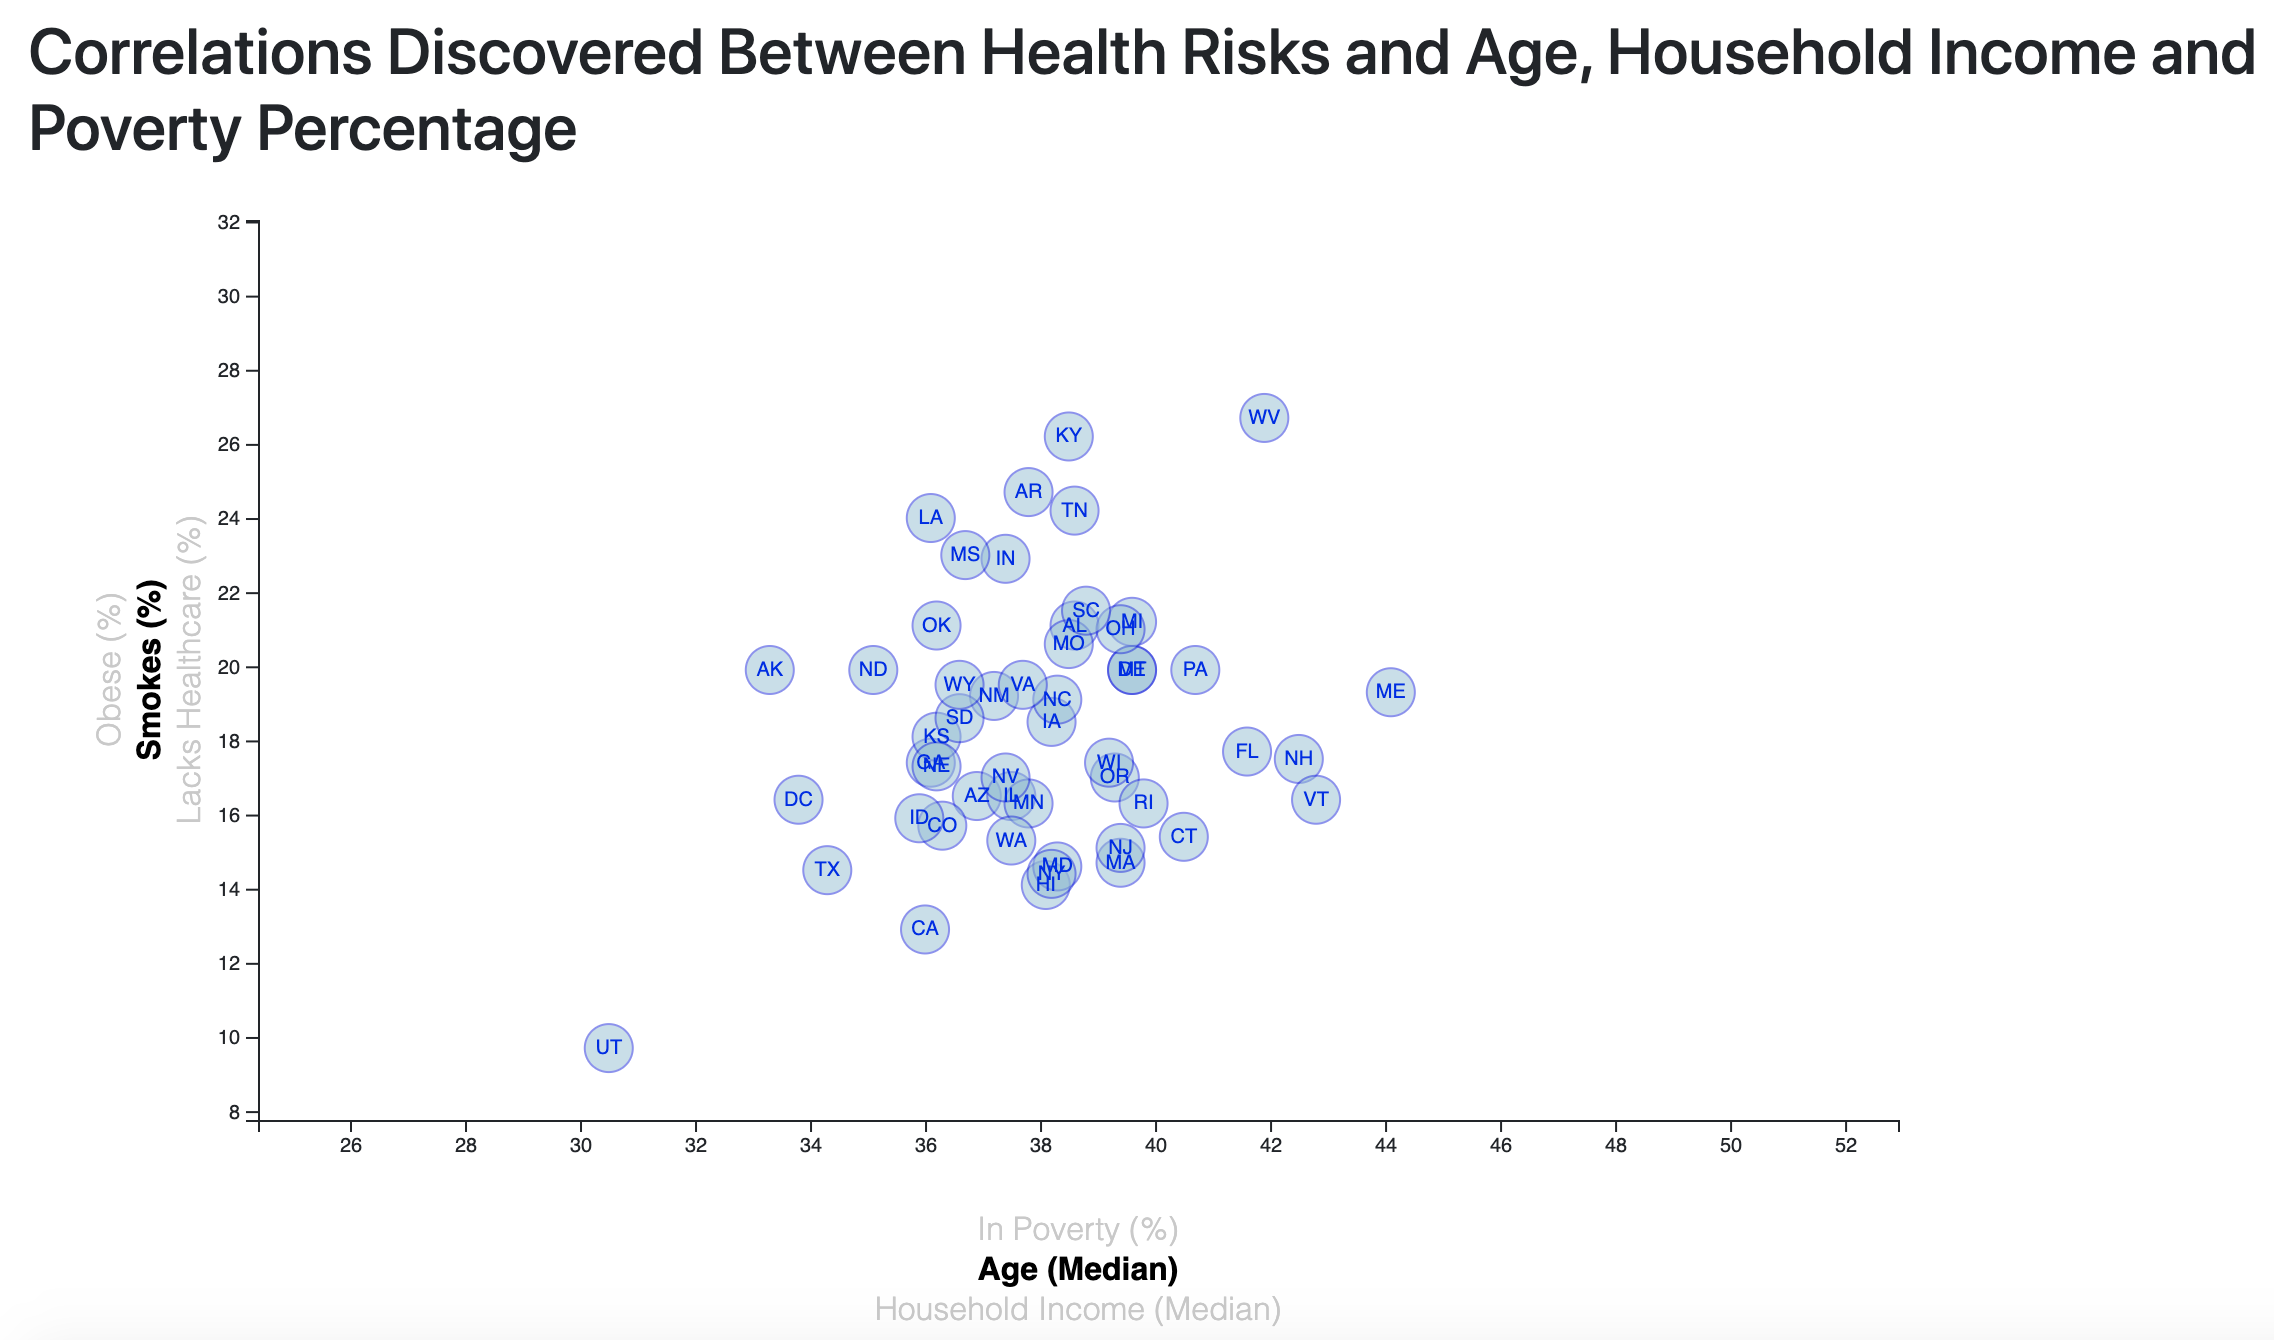 Correlations Discovered Between Health Risks and Age, Household Income and
Poverty Percentage
32
30
28
26
24
22
20
18
16
14
12
10
8
Obese (%)
Smokes (%)
Lacks Healthcare (%)
WV
KY
AR
TN
LA
MS
IN
SC
MI
OK
AL
OH
MO
AK
ND
PA
ME
WY
VA
NM
NC
SD
IA
KS
FL
NH
WI
NE
NV
OR
DC
AZ
IL
MN
RI
VT
ID
CO
WA
CT
NJ
MA
TX
MD
NY
HI
CA
UT
26
28
30
32
34
36
38
40
42
44
46
48
50
52
In Poverty (%)
Age (Median)
Household Income (Median)